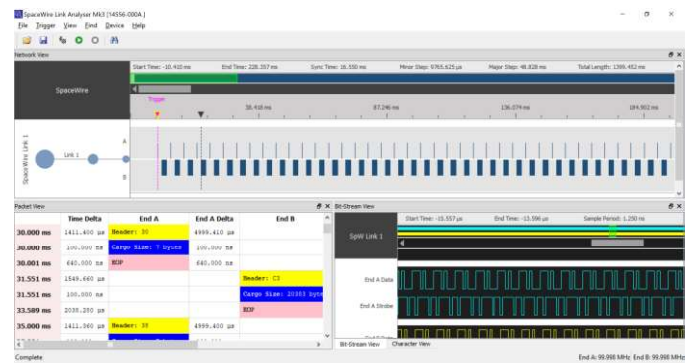 SpaceWire Link Analyser Mk3 [14556-000A ]
File Trigger View Find Device Help
Network View
Start Time: -10.410 ms End Time: 228.357 ms Sync Time: 16.550 ms Minor Step: 9765.625 µs Major Step: 48.828 ms Total Length: 1386.452 ms
SpaceWire
Trigger
38.418 ms 87.246 ms 136.074 ms 184.902 ms
SpaceWire Link 1
Link 1
A
B
Packet View
Time Delta End A End A Delta End B
30.000 ms 1411.400 µs Header: 30 4999.410 µs
30.000 ms 100.000 ns Cargo Size: 7 bytes 100.000 ns
30.001 ms 640.000 ns EOP 640.000 ns
31.551 ms 1549.660 µs Header: C3
31.551 ms 100.000 ns Cargo Size: 20303 byte
33.589 ms 2038.280 µs EOP
35.000 ms 1411.360 µs Header: 38 4999.400 µs
Bit-Stream View
Start Time: -15.557 µs End Time: -13.596 µs Sample Period: 1.250 ns
SpW Link 1
End A Data
End A Strobe
Bit-Stream View Character View
Complete
End A: 99.998 MHz End B: 99.998 MHz